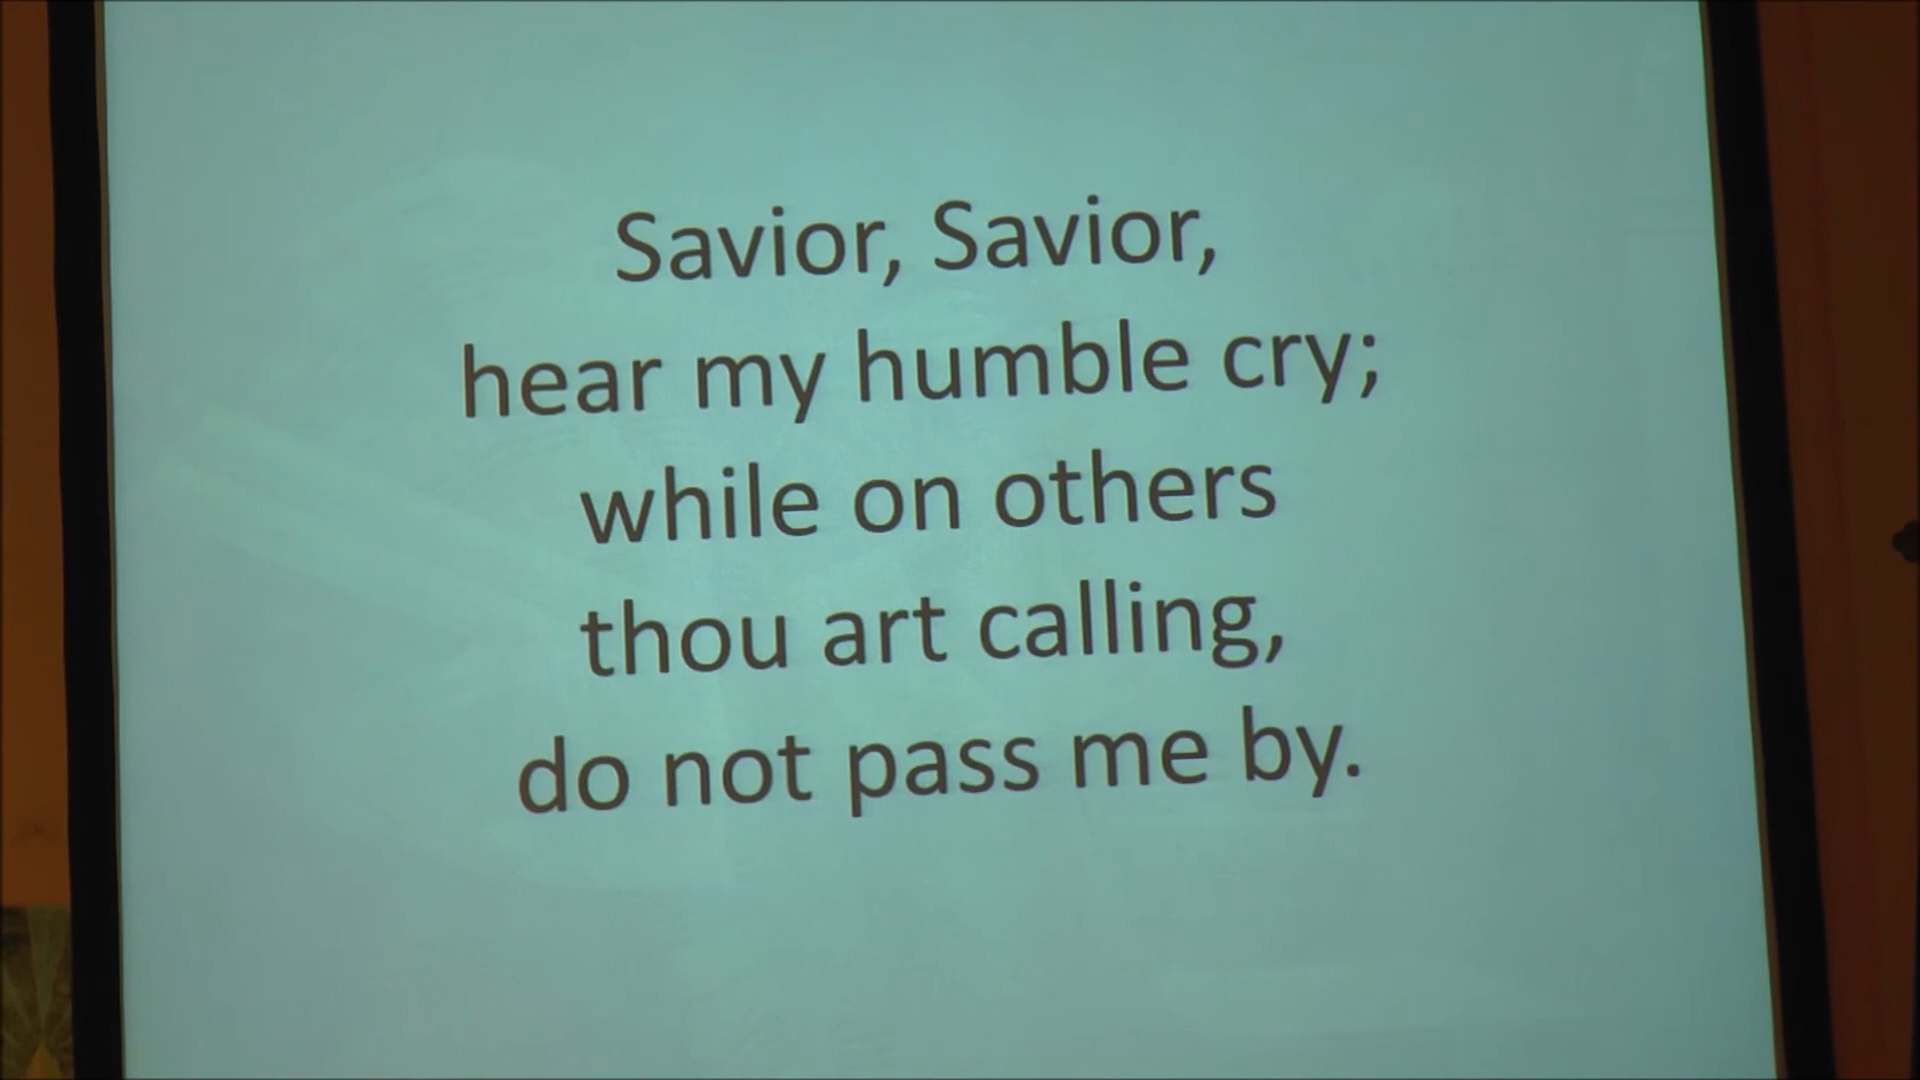 Savior, Savior,
hear my humble cry;
while on others
thou art calling,
do not pass me by.